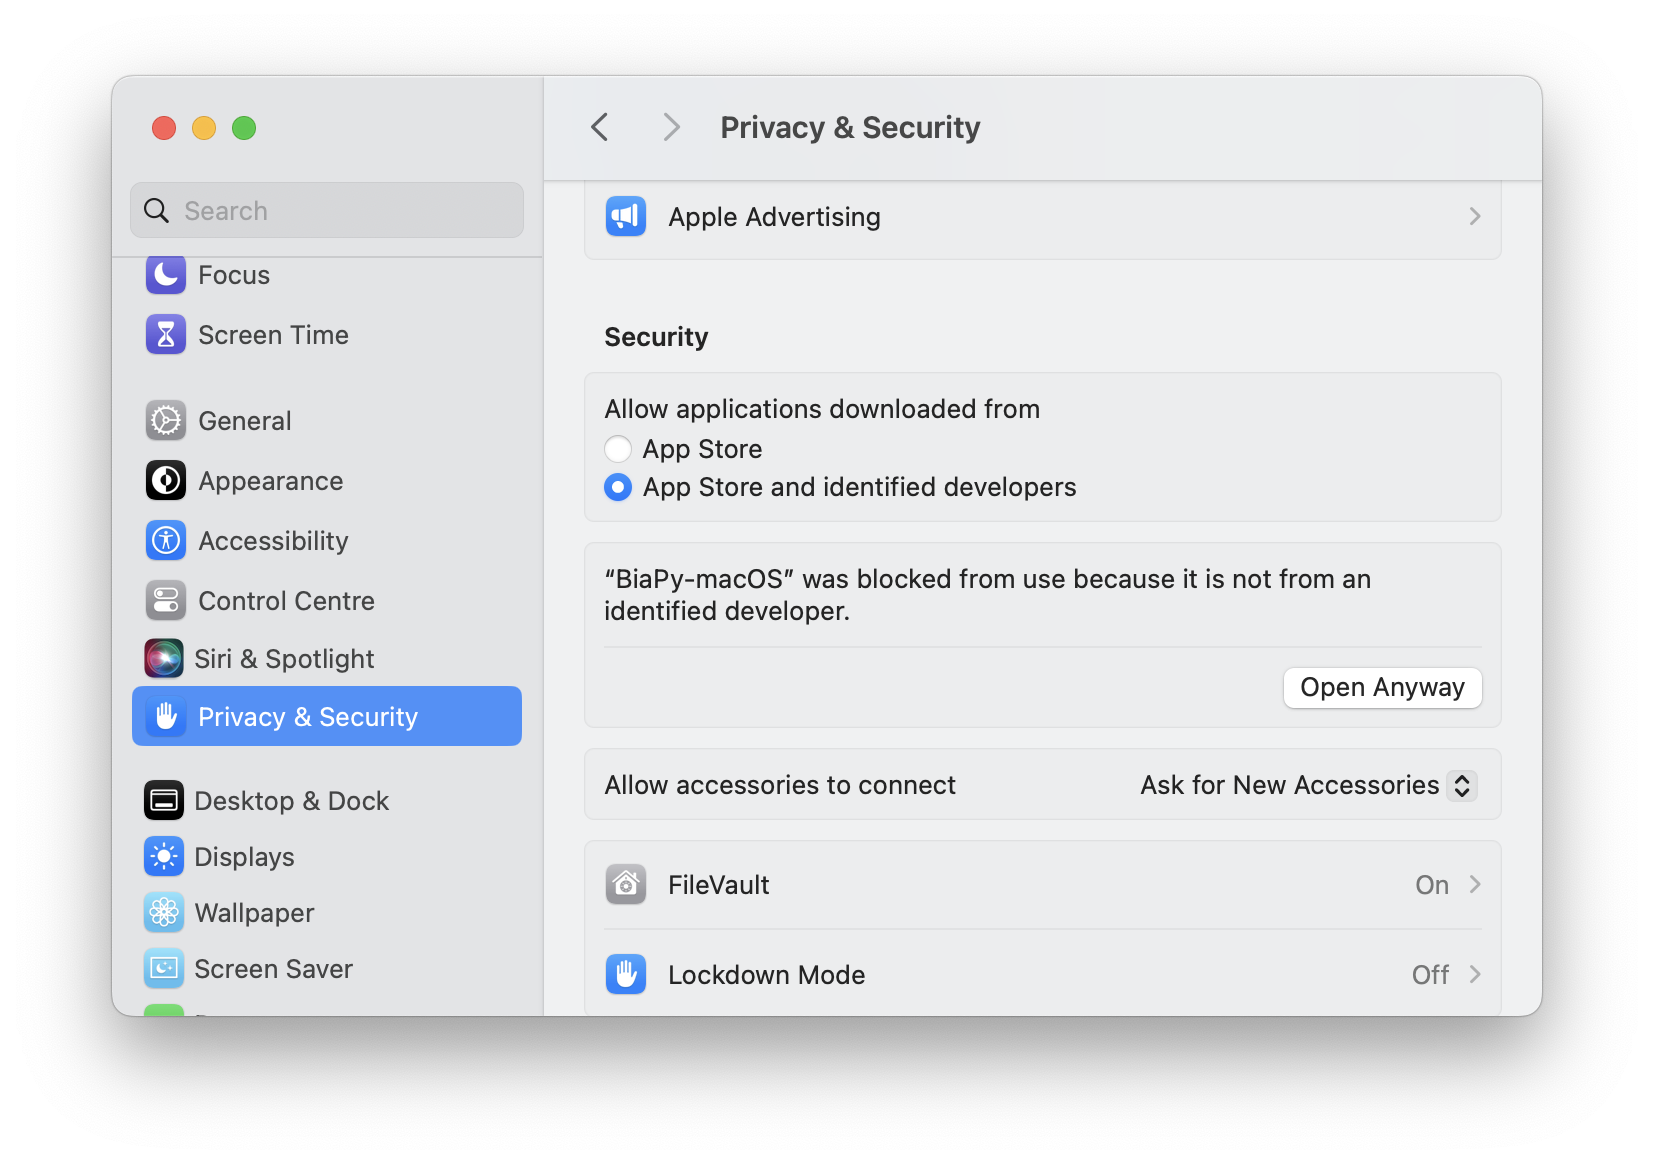 Privacy & Security
Search
Focus
Screen Time
General
Appearance
Accessibility
Control Centre
Siri & Spotlight
Privacy & Security
Desktop & Dock
Displays
Wallpaper
Screen Saver
Apple Advertising
Security
Allow applications downloaded from
App Store
App Store and identified developers
“BiaPy-macOS” was blocked from use because it is not from an
identified developer.
Open Anyway
Allow accessories to connect Ask for New Accessories
FileVault On
Lockdown Mode Off